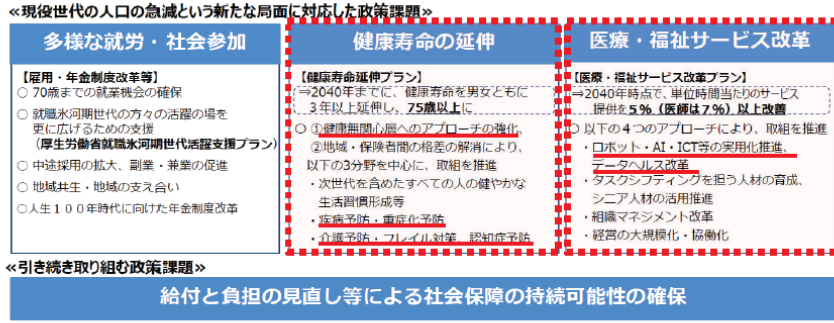 ≪現役世代の人口の急減という新たな局面に対応した政策課題≫
多様な就労・社会参加
【雇用・年金制度改革等】
○ 70歳までの就業機会の確保
○ 就職氷河期世代の方々の活躍の場を
更に広げるための支援
(厚生労働省就職氷河期世代活躍支援プラン)
○ 中途採用の拡大、副業・兼業の促進
○ 地域共生・地域の支え合い
○ 人生100年時代に向けた年金制度改革
健康寿命の延伸
【健康寿命延伸プラン】
⇒2040年までに、健康寿命を男女ともに
3年以上延伸し、75歳以上に
○ ①健康無関心層へのアプローチの強化、
②地域・保険者間の格差の解消により、
以下の3分野を中心に、取組を推進
・次世代を含めたすべての人の健やかな
生活習慣形成等
・疾病予防・重症化予防
・介護予防・フレイル対策、認知症予防
医療・福祉サービス改革
【医療・福祉サービス改革プラン】
⇒2040年時点で、単位時間当たりのサービス
提供を5%(医師は7%)以上改善
○ 以下の4つのアプローチにより、取組を推進
・ロボット・AI・ICT等の実用化推進、
データヘルス改革
・タスクシフティングを担う人材の育成、
シニア人材の活用推進
・組織マネジメント改革
・経営の大規模化・協働化
≪引き続き取り組む政策課題≫
給付と負担の見直し等による社会保障の持続可能性の確保